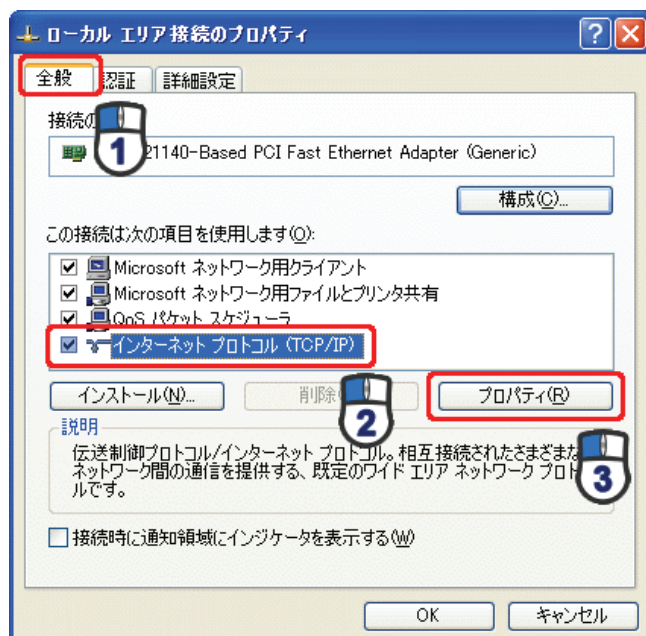 ローカル エリア接続のプロパティ
全般
認証
詳細設定
接続の
1
21140-Based PCI Fast Ethernet Adapter (Generic)
構成(C)...
この接続は次の項目を使用します(O):
Microsoft ネットワーク用クライアント
Microsoft ネットワーク用ファイルとプリンタ共有
QoS パケット スケジューラ
インターネット プロトコル (TCP/IP)
インストール(N)...
削除
プロパティ(R)
2
説明
伝送制御プロトコル/インターネット プロトコル。相互接続されたさまざまな
ネットワーク間の通信を提供する、既定のワイド エリア ネットワーク プロト
ルです。
3
接続時に通知領域にインジケータを表示する(W)
OK
キャンセル